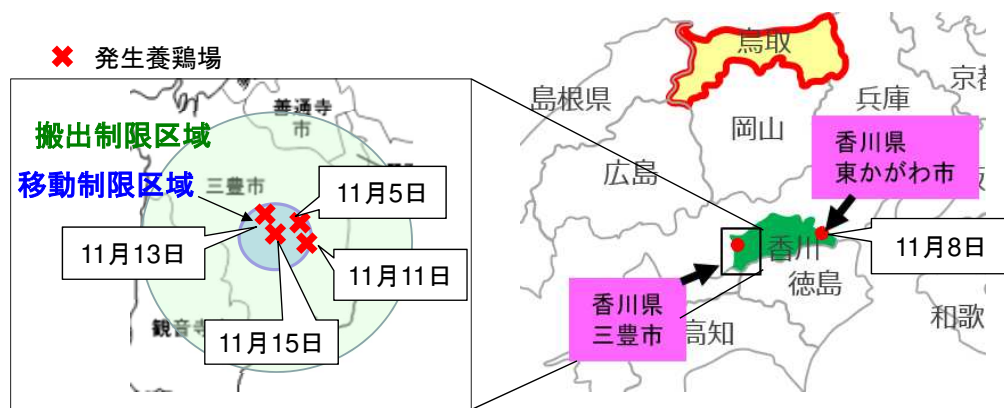 発生養鶏場
搬出制限区域
移動制限区域
善通寺
市
三豊市
11月5日
11月13日
11月11日
観音寺
11月15日
鳥取
島根県
兵庫
京都
岡山
広島
香川県
東かがわ市
香川
11月8日
徳島
香川県
三豊市
高知
和歌